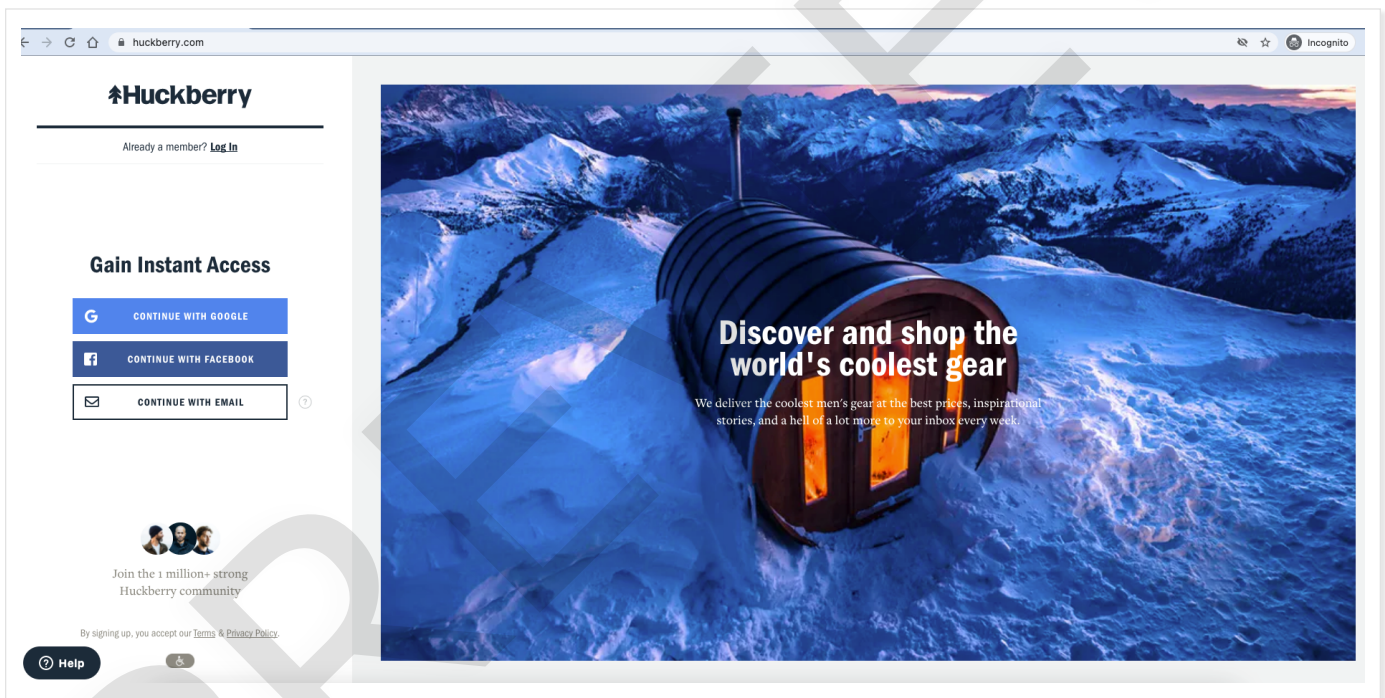 huckberry.com
Incognito
Huckberry
Already a member? Log In
Gain Instant Access
CONTINUE WITH GOOGLE
CONTINUE WITH FACEBOOK
CONTINUE WITH EMAIL
?
Join the 1 million+ strong
Huckberry community
By signing up, you accept our Terms & Privacy Policy.
? Help
Discover and shop the
world's coolest gear
We deliver the coolest men's gear at the best prices, inspirational
stories, and a hell of a lot more to your inbox every week.